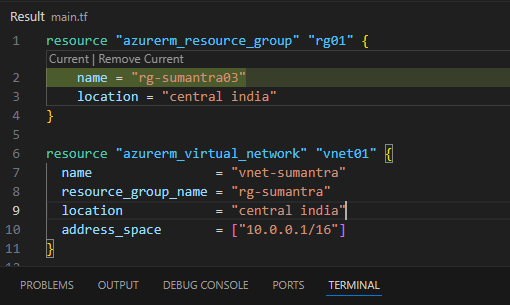 Result main.tf
1 resource "azurerm_resource_group" "rg01" {
Current | Remove Current
2 name = "rg-sumantra03"
3 location = "central india"
4 }
5
6 resource "azurerm_virtual_network" "vnet01" {
7 name = "vnet-sumantra"
8 resource_group_name = "rg-sumantra"
9 location = "central india"
10 address_space = ["10.0.0.1/16"]
11 }
12
PROBLEMS OUTPUT DEBUG CONSOLE PORTS TERMINAL